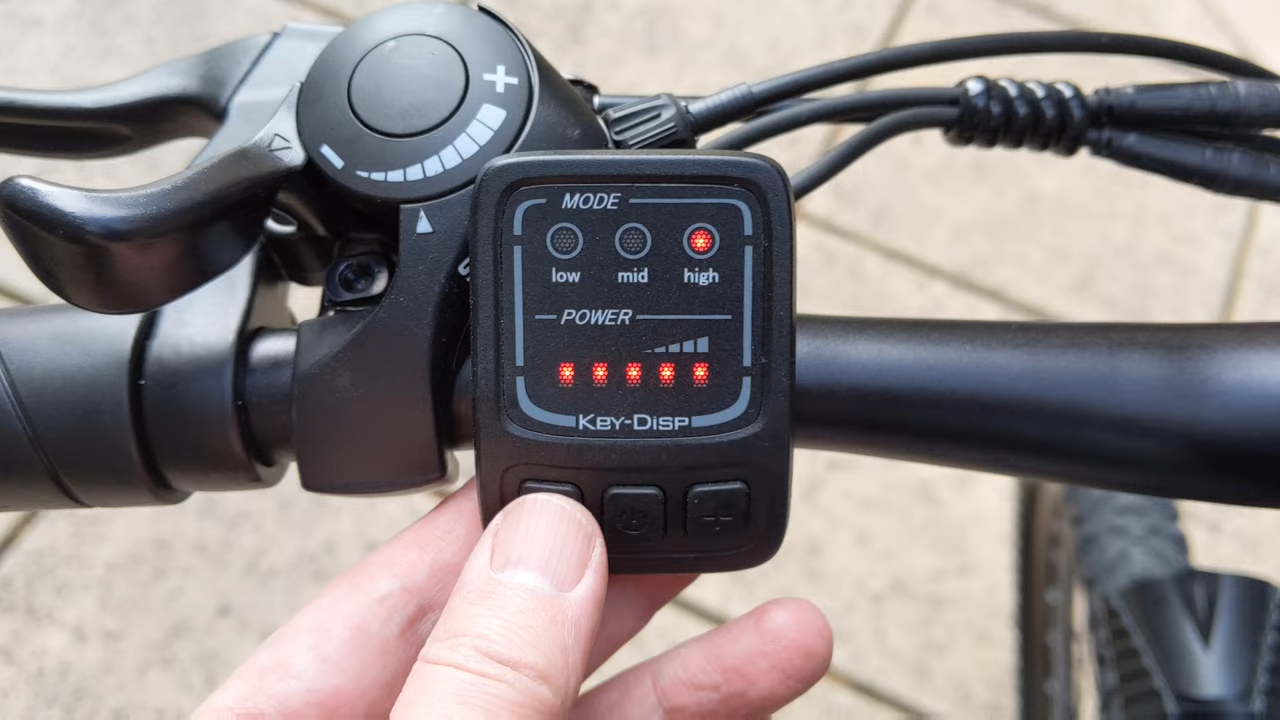 +
-
MODE
low mid high
POWER
KEY-DISP
+